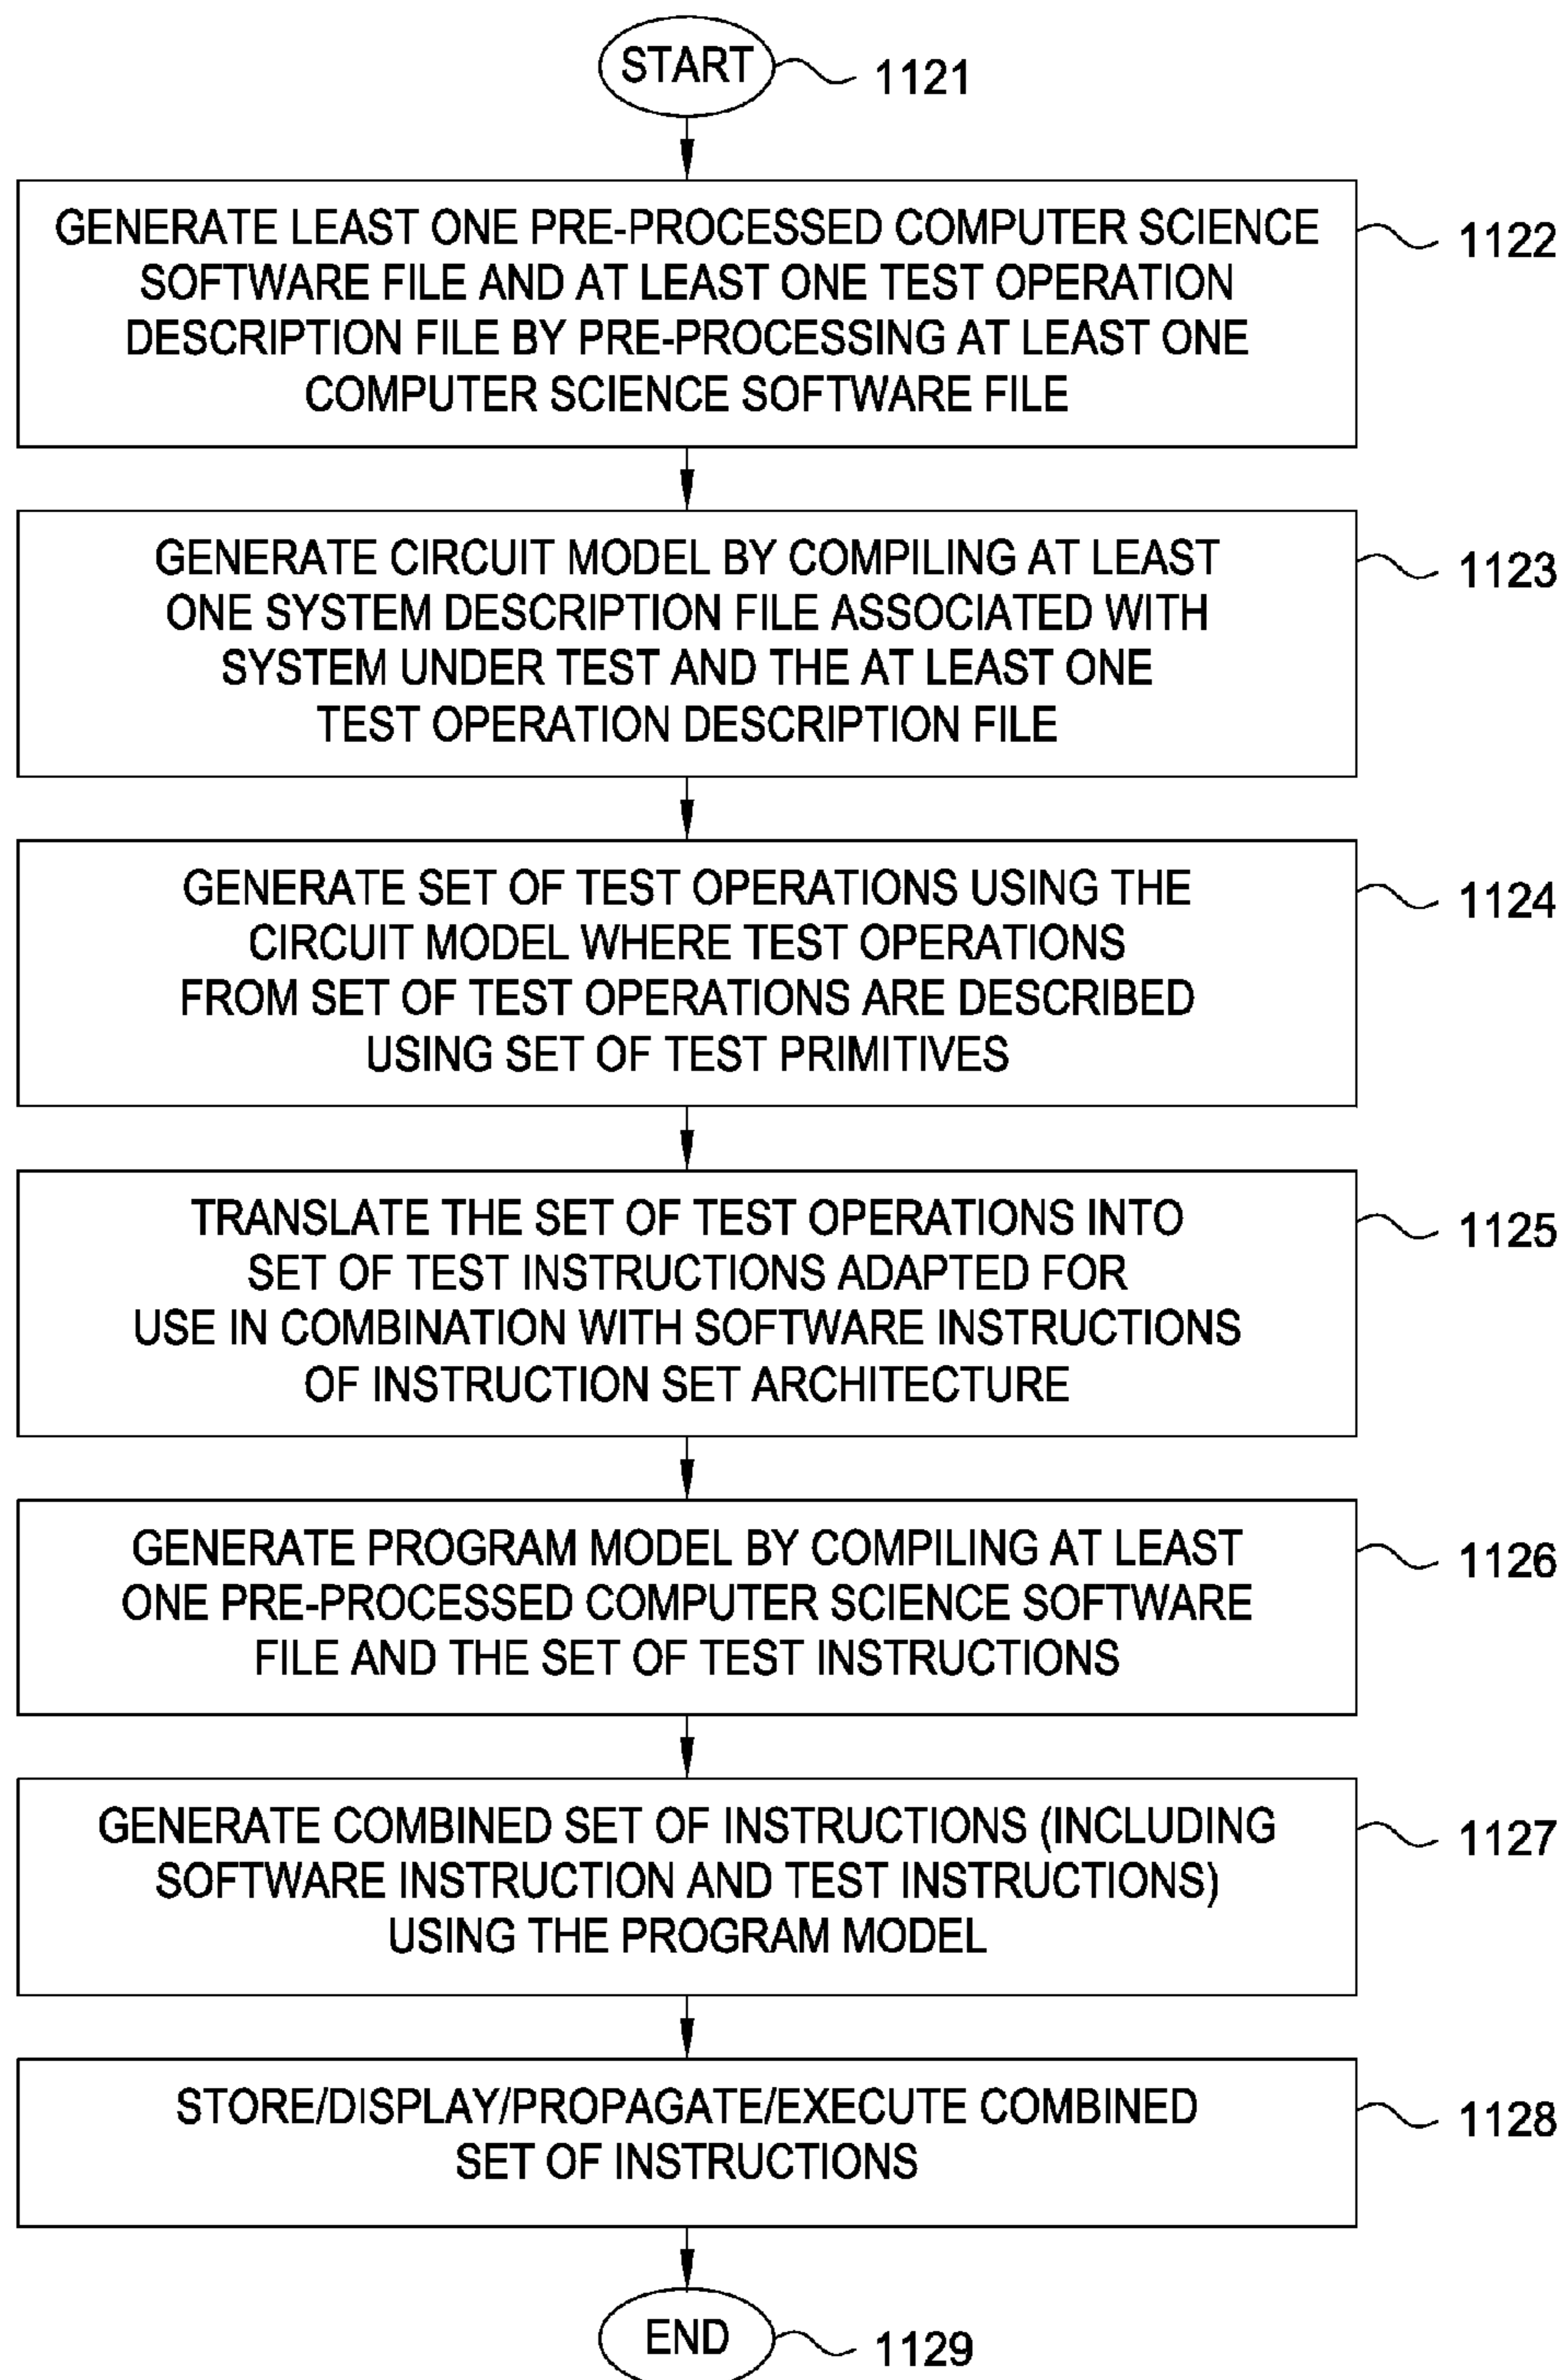 START
1121
GENERATE LEAST ONE PRE-PROCESSED COMPUTER SCIENCE
SOFTWARE FILE AND AT LEAST ONE TEST OPERATION
DESCRIPTION FILE BY PRE-PROCESSING AT LEAST ONE
COMPUTER SCIENCE SOFTWARE FILE
1122
GENERATE CIRCUIT MODEL BY COMPILING AT LEAST
ONE SYSTEM DESCRIPTION FILE ASSOCIATED WITH
SYSTEM UNDER TEST AND THE AT LEAST ONE
TEST OPERATION DESCRIPTION FILE
1123
GENERATE SET OF TEST OPERATIONS USING THE
CIRCUIT MODEL WHERE TEST OPERATIONS
FROM SET OF TEST OPERATIONS ARE DESCRIBED
USING SET OF TEST PRIMITIVES
1124
TRANSLATE THE SET OF TEST OPERATIONS INTO
SET OF TEST INSTRUCTIONS ADAPTED FOR
USE IN COMBINATION WITH SOFTWARE INSTRUCTIONS
OF INSTRUCTION SET ARCHITECTURE
1125
GENERATE PROGRAM MODEL BY COMPILING AT LEAST
ONE PRE-PROCESSED COMPUTER SCIENCE SOFTWARE
FILE AND THE SET OF TEST INSTRUCTIONS
1126
GENERATE COMBINED SET OF INSTRUCTIONS (INCLUDING
SOFTWARE INSTRUCTION AND TEST INSTRUCTIONS)
USING THE PROGRAM MODEL
1127
STORE/DISPLAY/PROPAGATE/EXECUTE COMBINED
SET OF INSTRUCTIONS
1128
END
1129